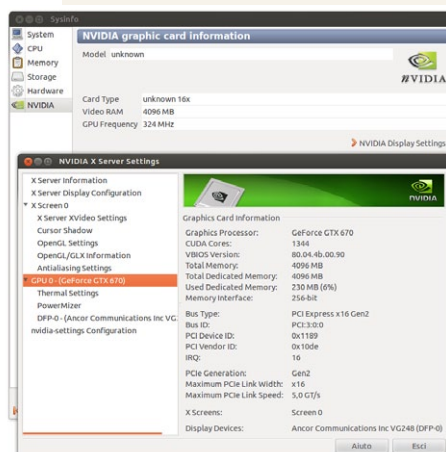 Sysinfo
System
CPU
Memory
Storage
Hardware
NVIDIA
NVIDIA graphic card information
Model unknown
NVIDIA
Card Type unknown 16x
Video RAM 4096 MB
GPU Frequency 324 MHz
NVIDIA Display Settings
NVIDIA X Server Settings
X Server Information
X Server Display Configuration
X Screen 0
X Server XVideo Settings
Cursor Shadow
OpenGL Settings
OpenGL/GLX Information
Antialiasing Settings
GPU 0 - (GeForce GTX 670)
Thermal Settings
PowerMizer
DFP-0 - (Ancor Communications Inc VG2
nvidia-settings Configuration
NVIDIA
Graphics Card Information
Graphics Processor: GeForce GTX 670
CUDA Cores: 1344
VBIOS Version: 80.04.4b.00.90
Total Memory: 4096 MB
Total Dedicated Memory: 4096 MB
Used Dedicated Memory: 230 MB (6%)
Memory Interface: 256-bit
Bus Type: PCI Express x16 Gen2
Bus ID: PCI:3:0:0
PCI Device ID: 0x1189
PCI Vendor ID: 0x10de
IRQ: 16
PCIe Generation: Gen2
Maximum PCIe Link Width: x16
Maximum PCIe Link Speed: 5,0 GT/s
X Screens: Screen 0
Display Devices: Ancor Communications Inc VG248 (DFP-0)
Aiuto
Esci